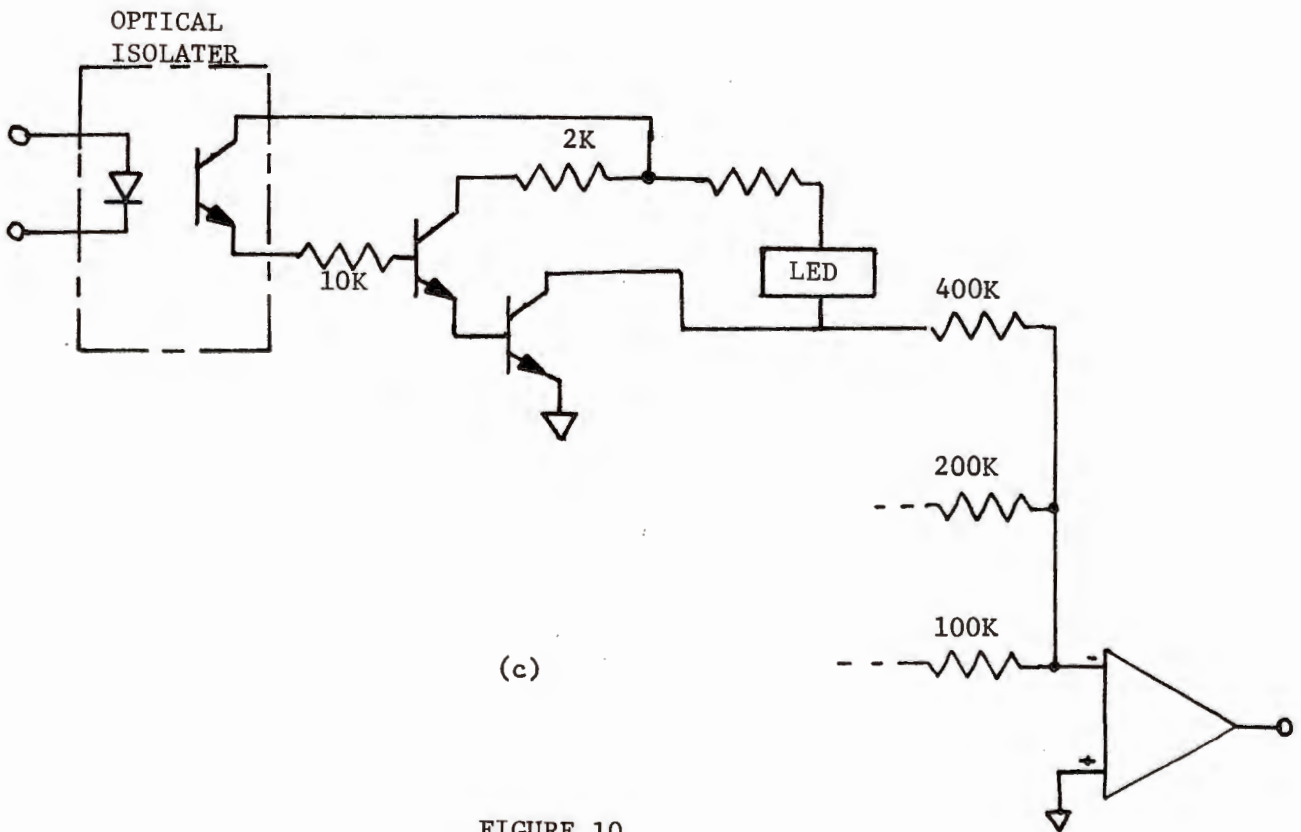 OPTICAL
ISOLATER
2K
10K
LED
400K
200K
100K
(c)
-
+
FIGURE 10